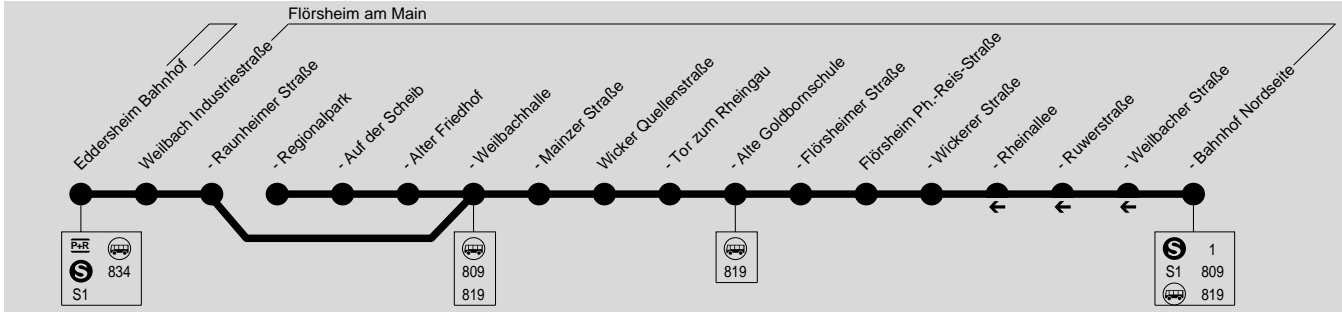 Flörsheim am Main
Eddersheim Bahnhof
Weilbach Industriestraße
- Raunheimer Straße
- Regionalpark
- Auf der Scheib
- Alter Friedhof
- Weilbachhalle
- Mainzer Straße
Wicker Quellenstraße
- Tor zum Rheingau
- Alte Goldbornschule
- Flörsheimer Straße
Flörsheim Ph.-Reis-Straße
- Wickerer Straße
- Rheinallee
- Ruwerstraße
- Weilbacher Straße
- Bahnhof Nordseite
P+R
S 834
S1
809
819
819
S 1
S1 809
819